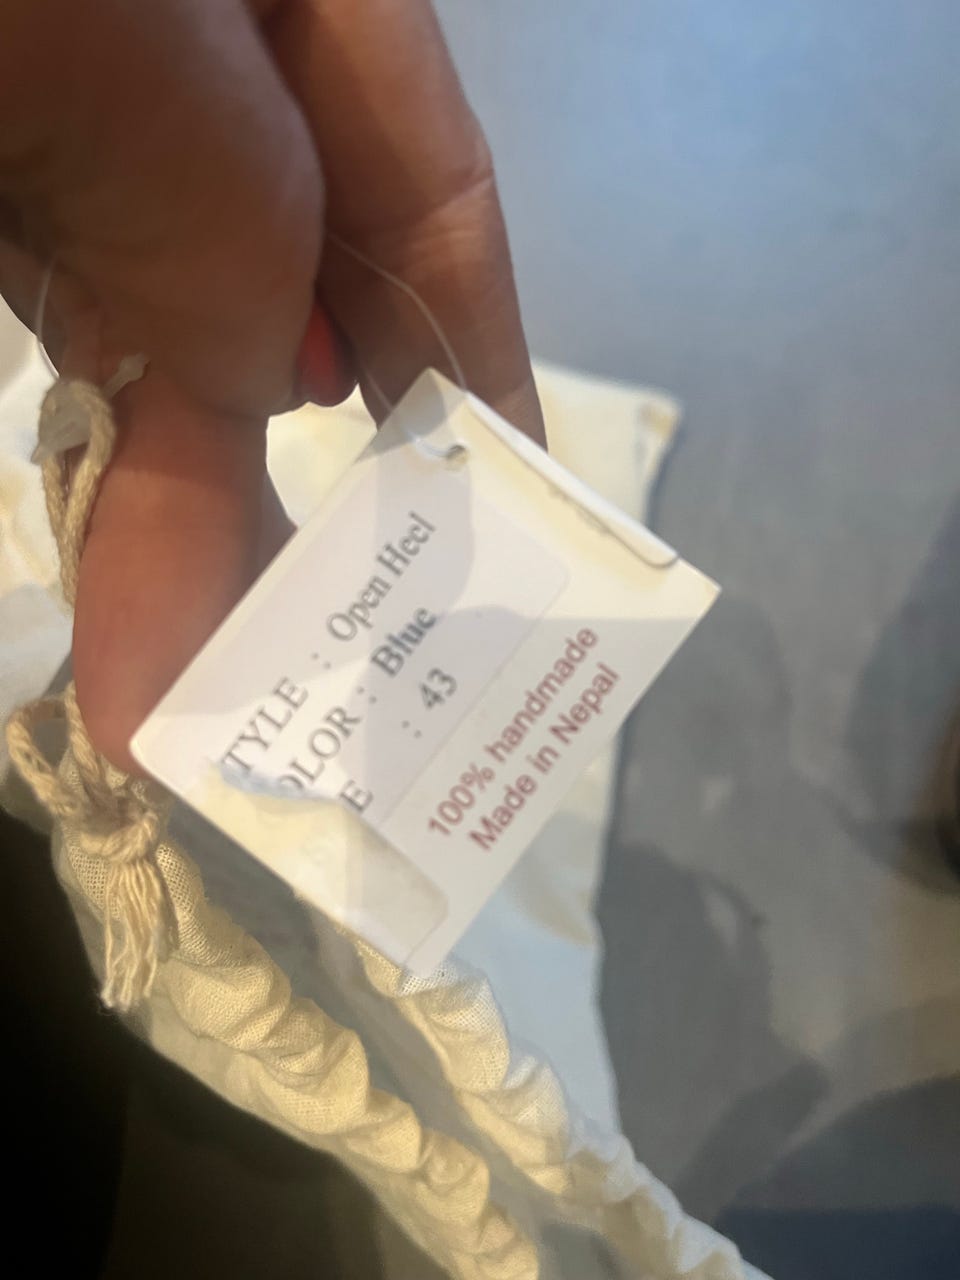 TYLE : Open Heel
OLOR : Blue
E : 43
100% handmade
Made in Nepal